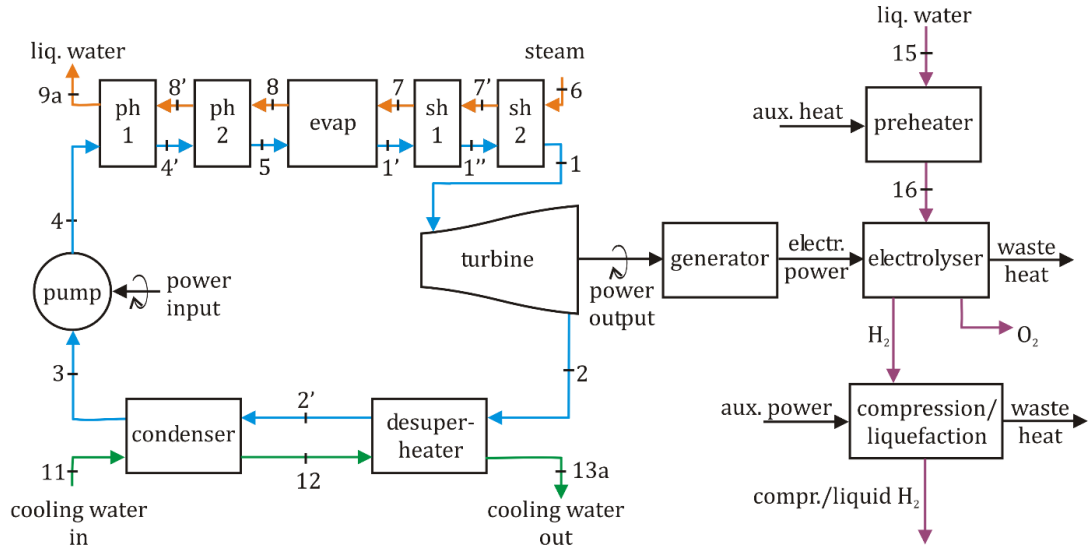 liq. water
steam
liq. water
9a
8’
8
7
7’
6
15
ph
1
ph
2
evap
sh
1
sh
2
aux. heat
preheater
4’
5
1’
1’’
1
16
4
turbine
generator
electr.
power
electrolyser
waste
heat
pump
power
input
power
output
H₂
O₂
3
2’
2
condenser
desuper-
heater
aux. power
compression/
liquefaction
waste
heat
11
12
13a
cooling water
in
cooling water
out
compr./liquid H₂